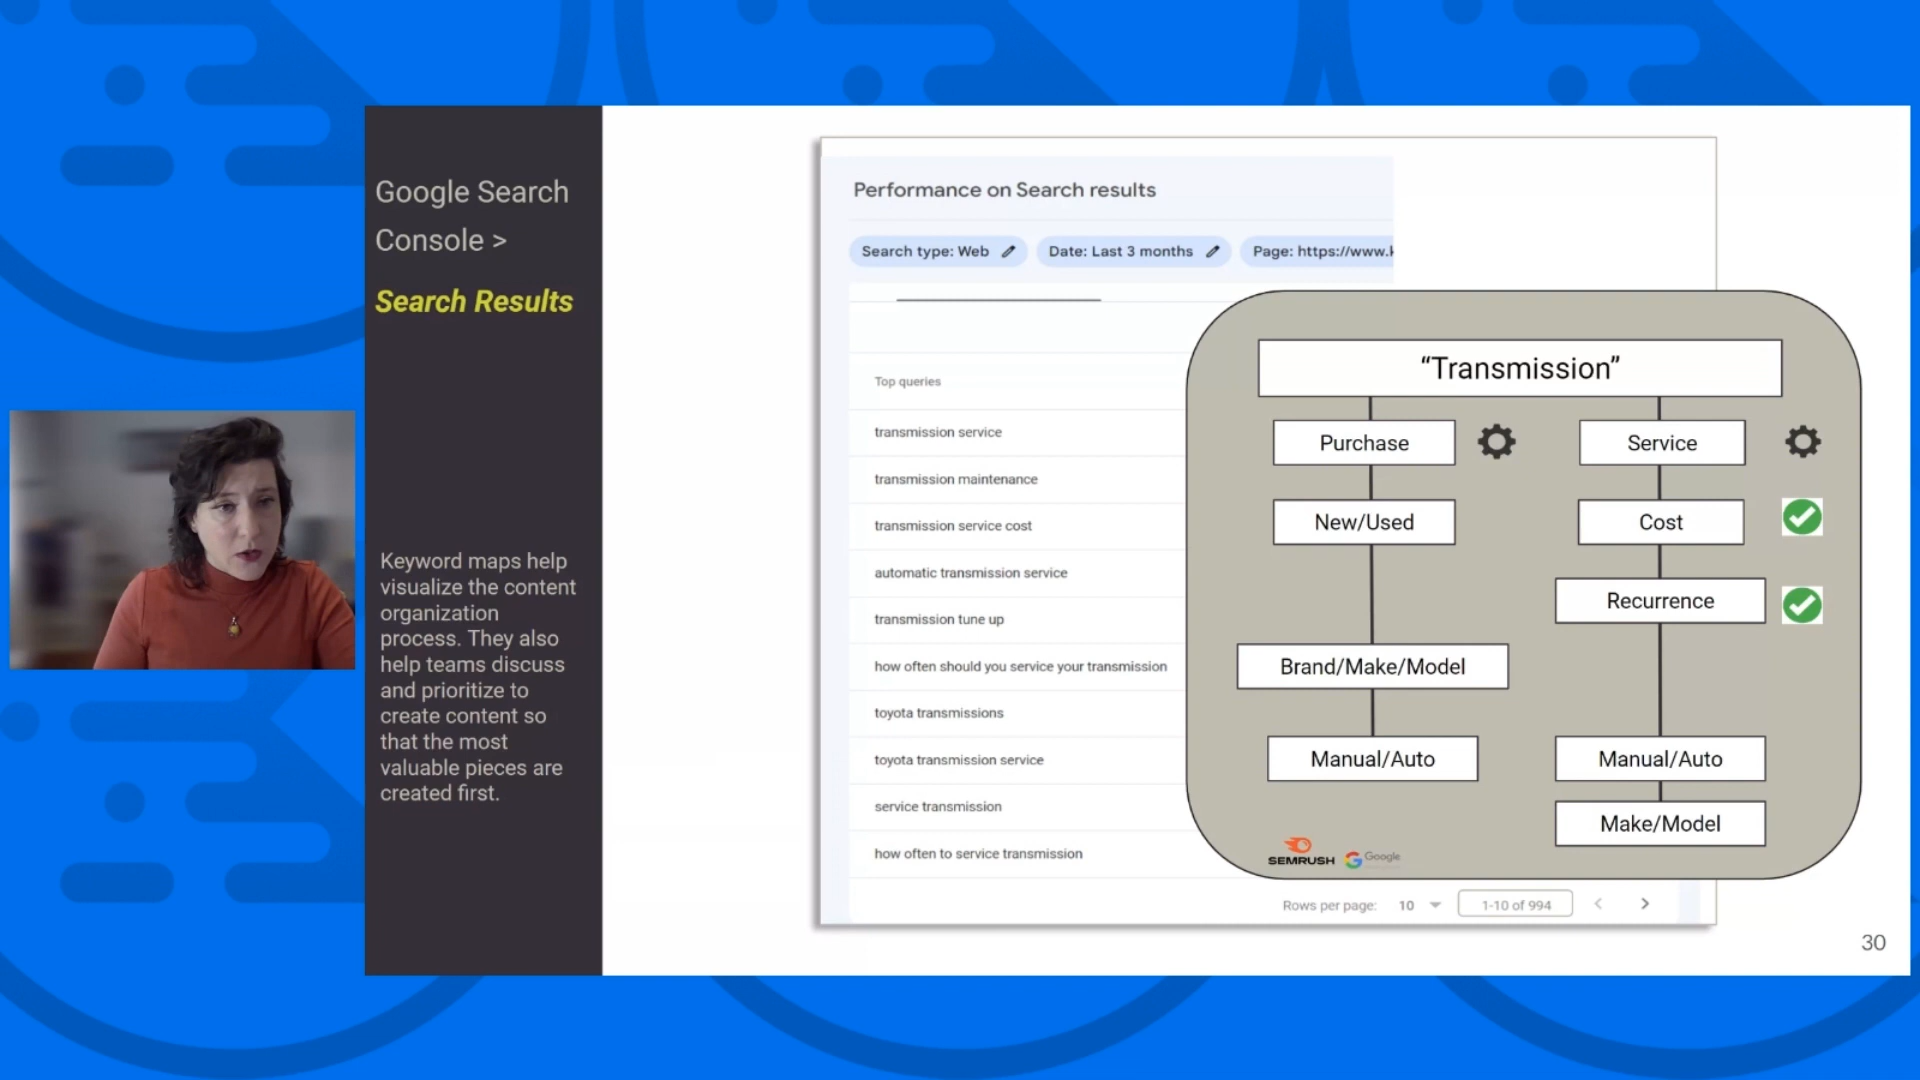 Google Search
Console >
Search Results
Keyword maps help
visualize the content
organization
process. They also
help teams discuss
and prioritize to
create content so
that the most
valuable pieces are
created first.
Performance on Search results
Search type: Web
Date: Last 3 months
Page: https://www.k
Top queries
transmission service
transmission maintenance
transmission service cost
automatic transmission service
transmission tune up
how often should you service your transmission
toyota transmissions
toyota transmission service
service transmission
how often to service transmission
Rows per page: 10
1-10 of 994
“Transmission”
Purchase
New/Used
Brand/Make/Model
Manual/Auto
Service
Cost
Recurrence
Manual/Auto
Make/Model
SEMRUSH
Google
30